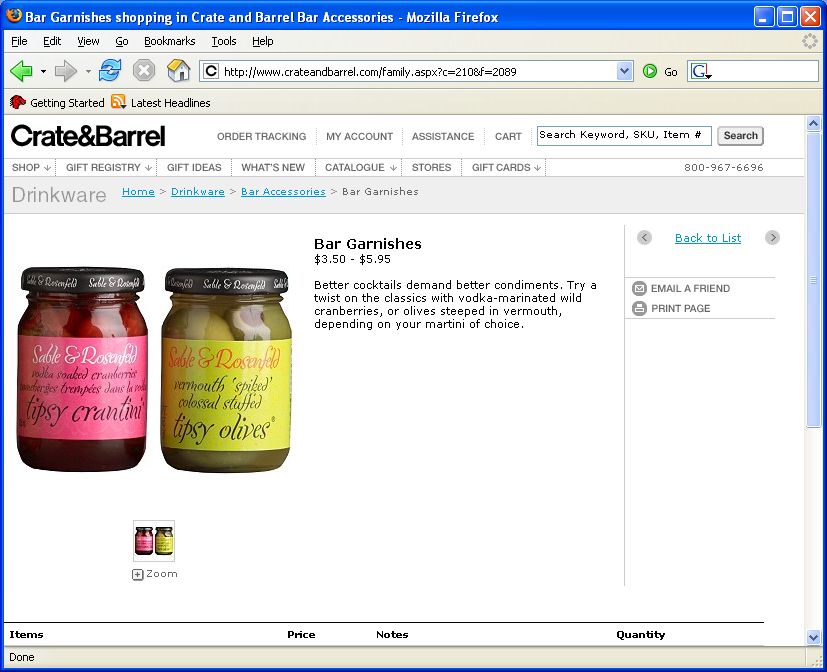 Bar Garnishes shopping in Crate and Barrel Bar Accessories - Mozilla Firefox
File Edit View Go Bookmarks Tools Help
C http://www.crateandbarrel.com/family.aspx?c=210&f=2089 Go G
Getting Started Latest Headlines
Crate&Barrel ORDER TRACKING MY ACCOUNT ASSISTANCE CART Search Keyword, SKU, Item # Search
SHOP GIFT REGISTRY GIFT IDEAS WHAT'S NEW CATALOGUE STORES GIFT CARDS 800-967-6696
Drinkware Home > Drinkware > Bar Accessories > Bar Garnishes
Bar Garnishes
$3.50 - $5.95
Better cocktails demand better condiments. Try a
twist on the classics with vodka-marinated wild
cranberries, or olives steeped in vermouth,
depending on your martini of choice.
Back to List
EMAIL A FRIEND
PRINT PAGE
Sable & Rosenfeld Sable & Rosenfeld
Sable & Rosenfeld
vodka soaked cranberries
trempées dans la
tipsy crantini
Sable & Rosenfeld
Sable & Rosenfeld
vermouth 'spiked'
colossal stuffed
tipsy olives®
Zoom
Items Price Notes Quantity
Done